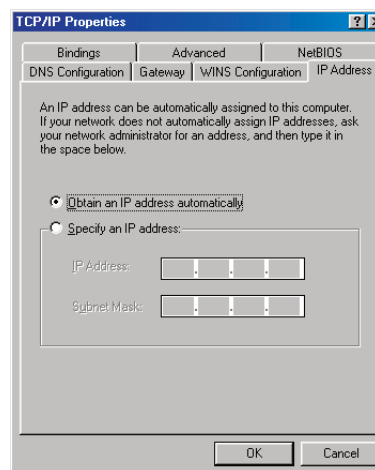 TCP/IP Properties
Bindings Advanced NetBIOS
DNS Configuration Gateway WINS Configuration IP Address
An IP address can be automatically assigned to this computer.
If your network does not automatically assign IP addresses, ask
your network administrator for an address, and then type it in
the space below.
Obtain an IP address automatically
Specify an IP address:
IP Address:
Subnet Mask:
OK Cancel